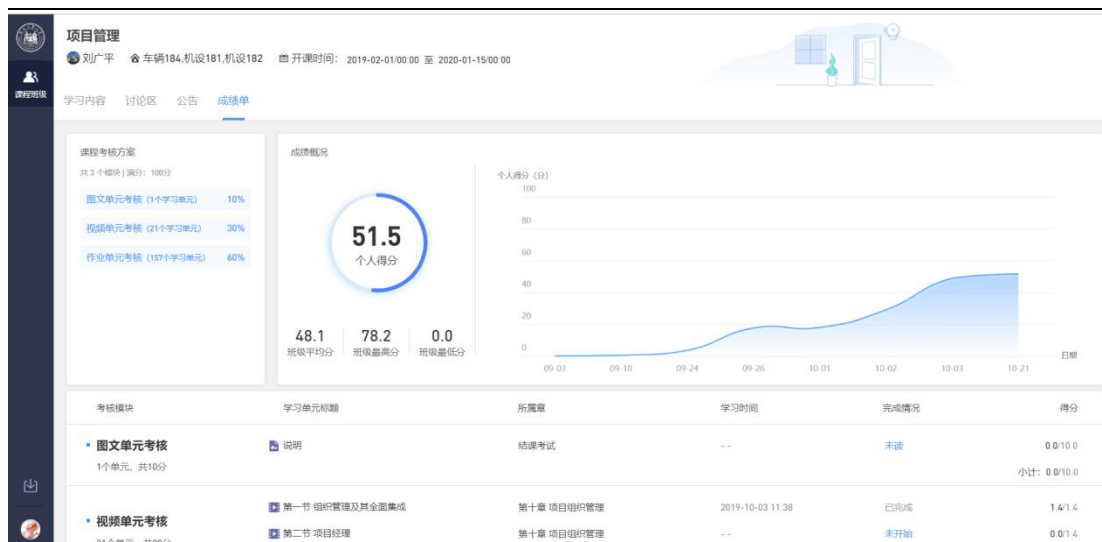 项目管理
刘广平 车辆184,机设181,机设182 开课时间： 2019-02-01/00:00 至 2020-01-15/00:00
课程班级
学习内容 讨论区 公告 成绩单
课程考核方案
共 3 个模块 | 满分：100分
图文单元考核 (1个学习单元) 10%
视频单元考核 (21个学习单元) 30%
作业单元考核 (157个学习单元) 60%
成绩概况
51.5
个人得分
48.1 78.2 0.0
班级平均分 班级最高分 班级最低分
个人得分（分）
100
80
60
40
20
0
日期
09-03 09-10 09-24 09-26 10-01 10-02 10-03 10-21
考核模块 学习单元标题 所属章 学习时间 完成情况 得分
图文单元考核 说明 结课考试 - - 未读 0.0/10.0
1个单元，共10分
小计：0.0/10.0
第一节 组织管理及其全面集成 第十章 项目组织管理 2019-10-03 11:38 已完成 1.4/1.4
视频单元考核
第二节 项目经理 第十章 项目组织管理 - - 未开始 0.0/1.4